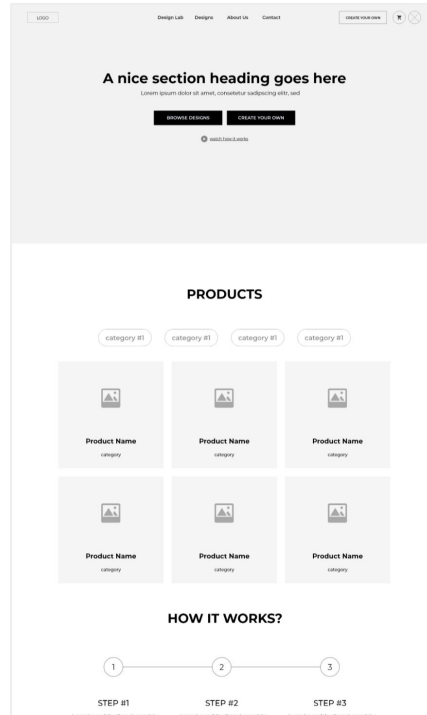 LOGO Design Lab Designs About Us Contact CREATE YOUR OWN
A nice section heading goes here
Lorem ipsum dolor sit amet, consetetur sadipscing elitr, sed
BROWSE DESIGNS CREATE YOUR OWN
watch how it works
PRODUCTS
category #1 category #1 category #1 category #1
Product Name Product Name Product Name
category category category
Product Name Product Name Product Name
category category category
HOW IT WORKS?
1 2 3
STEP #1 STEP #2 STEP #3